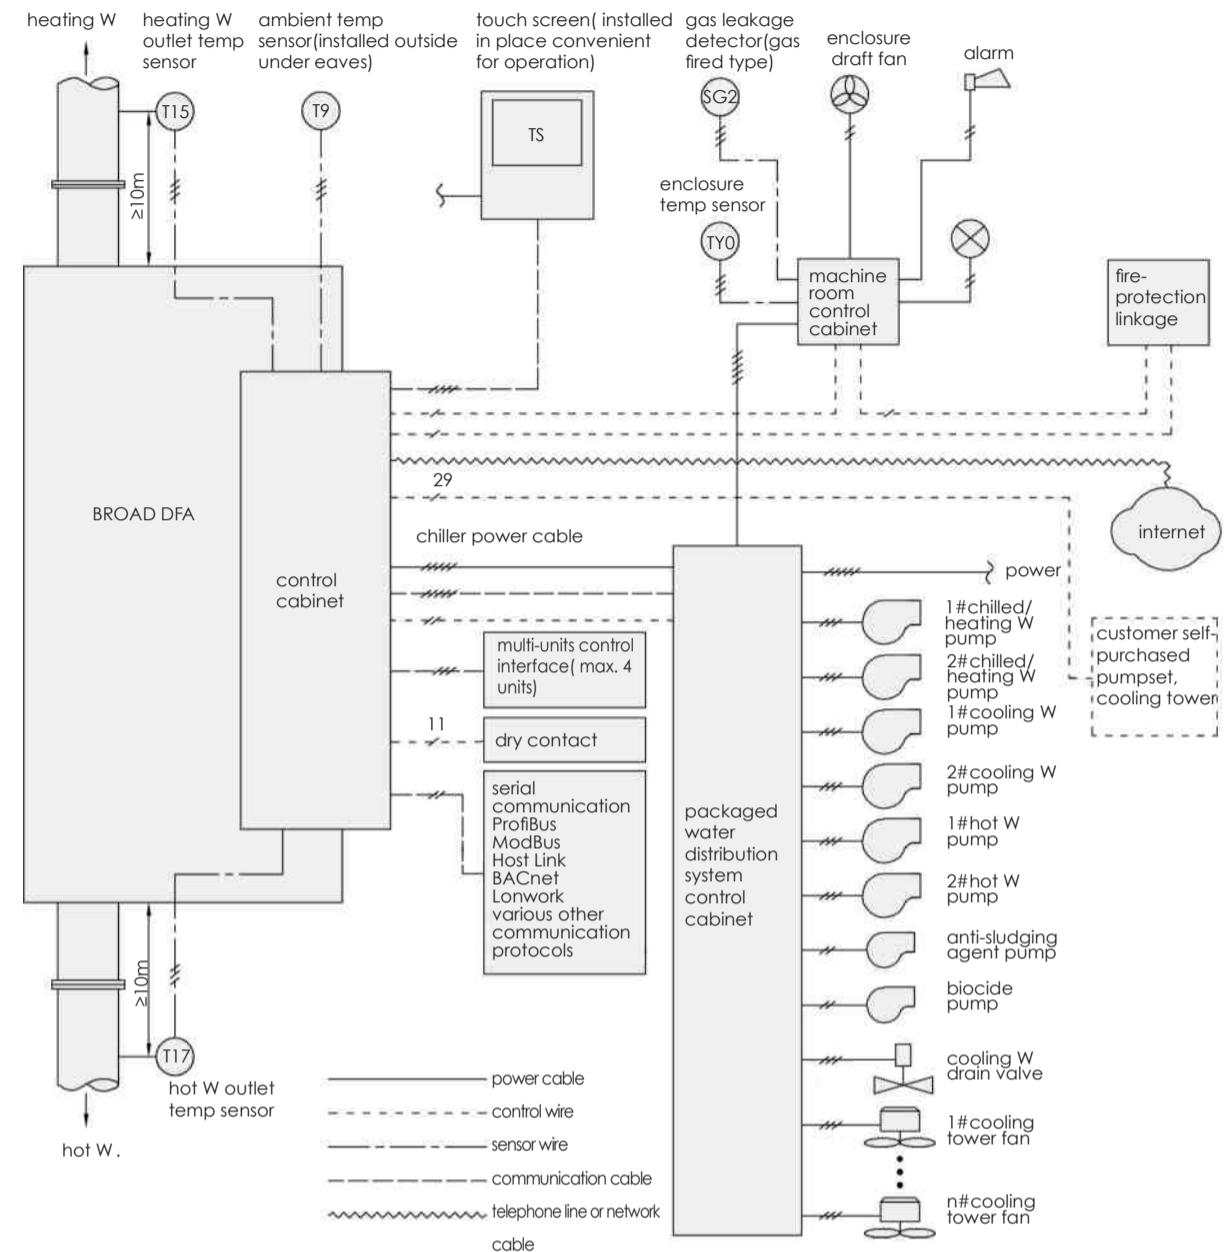 heating W
heating W
outlet temp
sensor
ambient temp
sensor(installed outside
under eaves)
touch screen( installed
in place convenient
for operation)
gas leakage
detector(gas
fired type)
enclosure
draft fan
alarm
T15
T9
TS
SG2
≥10m
enclosure
temp sensor
TY0
machine
room
control
cabinet
fire-
protection
linkage
29
BROAD DFA
internet
chiller power cable
control
cabinet
power
multi-units control
interface( max. 4
units)
1#chilled/
heating W
pump
customer self-
purchased
pumpset,
cooling tower
2#chilled/
heating W
pump
11
dry contact
1#cooling W
pump
serial
communication
ProfiBus
ModBus
Host Link
BACnet
Lonwork
various other
communication
protocols
packaged
water
distribution
system
control
cabinet
2#cooling W
pump
1#hot W
pump
2#hot W
pump
anti-sludging
agent pump
biocide
pump
≥10m
T17
hot W outlet
temp sensor
hot W .
cooling W
drain valve
1#cooling
tower fan
n#cooling
tower fan
power cable
control wire
sensor wire
communication cable
telephone line or network
cable